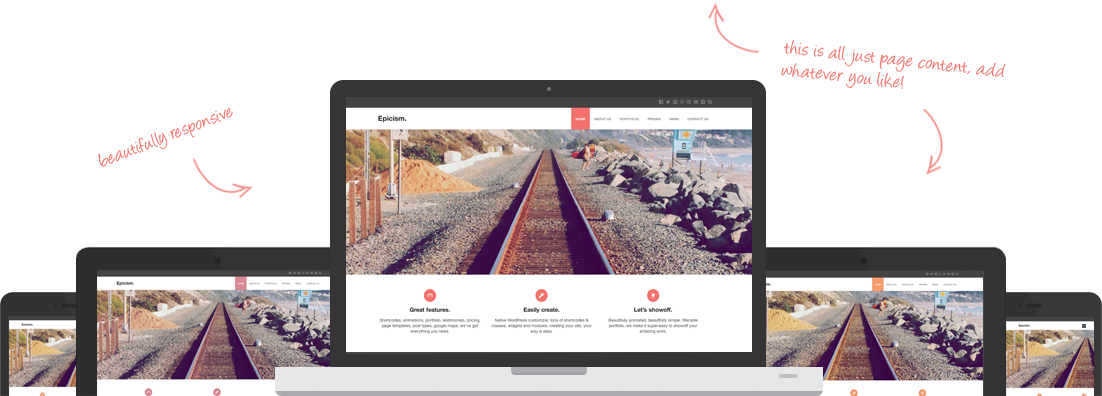 this is all just page content, add
whatever you like!
beautifully responsive
Epicism.
HOME ABOUT US PORTFOLIO PRICING NEWS CONTACT US
Great features. Easily create. Let's showoff.
Shortcodes, animations, portfolio, testimonials, pricing, Native WordPress customizer, tons of shortcodes & Beautifully animated, beautifully simple, filterable
page templates, post types, google maps, we've got classes, widgets and modules, creating your site, your portfolio, we make it super-easy to showoff your
everything you need. way is easy. amazing work.
Epicism.
HOME ABOUT US PORTFOLIO PRICING NEWS CONTACT US
HOME ABOUT US PORTFOLIO PRICING NEWS CONTACT US
Epicism.
Epicism.